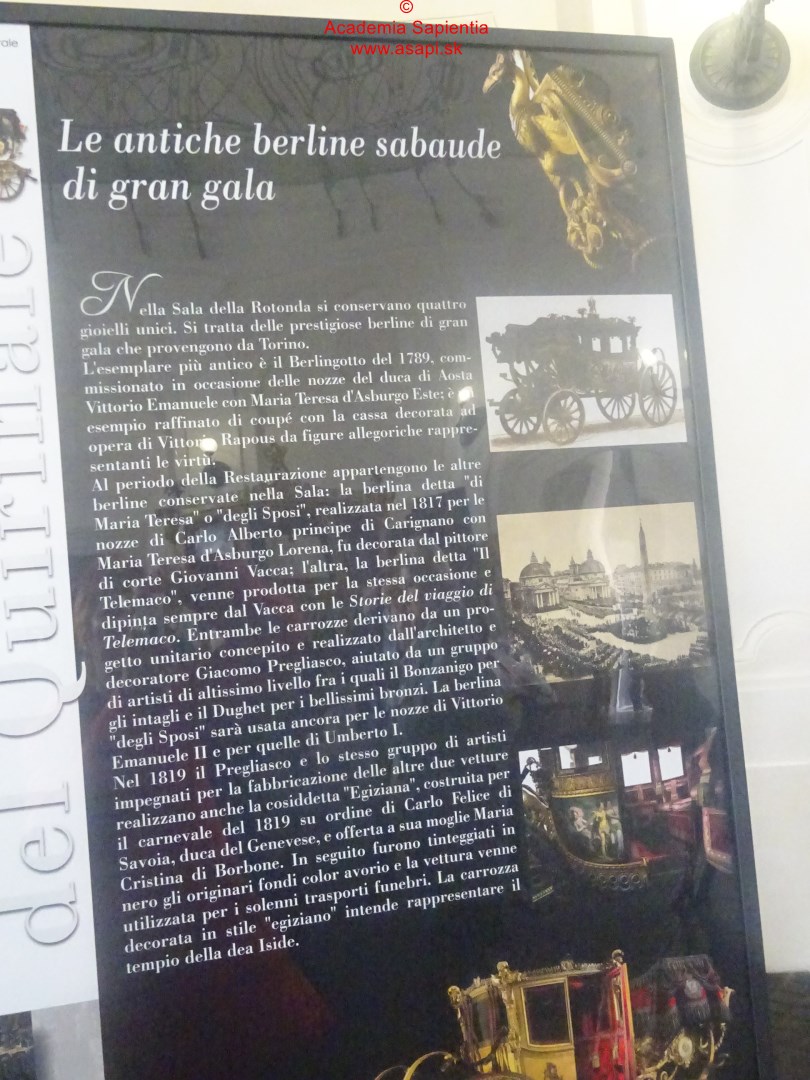 ©
Academia Sapientia
www.asapi.sk
rale
del Quirinale
Le antiche berline sabaude
di gran gala
Nella Sala della Rotonda si conservano quattro
gioielli unici. Si tratta delle prestigiose berline di gran
gala che provengono da Torino.
L'esemplare più antico è il Berlingotto del 1789, com-
missionato in occasione delle nozze del duca di Aosta
Vittorio Emanuele con Maria Teresa d'Asburgo Este; è
esempio raffinato di coupé con la cassa decorata ad
opera di Vittorio Rapous da figure allegoriche rappre-
sentanti le virtù.
Al periodo della Restaurazione appartengono le altre
berline conservate nella Sala: la berlina detta "di
Maria Teresa" o "degli Sposi", realizzata nel 1817 per le
nozze di Carlo Alberto principe di Carignano con
Maria Teresa d'Asburgo Lorena, fu decorata dal pittore
di corte Giovanni Vacca; l'altra, la berlina detta "Il
Telemaco", venne prodotta per la stessa occasione e
dipinta sempre dal Vacca con le Storie del viaggio di
Telemaco. Entrambe le carrozze derivano da un pro-
getto unitario concepito e realizzato dall'architetto e
decoratore Giacomo Pregliasco, aiutato da un gruppo
di artisti di altissimo livello fra i quali il Bonzanigo per
gli intagli e il Dughet per i bellissimi bronzi. La berlina
"degli Sposi" sarà usata ancora per le nozze di Vittorio
Emanuele II e per quelle di Umberto I.
Nel 1819 il Pregliasco e lo stesso gruppo di artisti
impegnati per la fabbricazione delle altre due vetture
realizzano anche la cosiddetta "Egiziana", costruita per
il carnevale del 1819 su ordine di Carlo Felice di
Savoia, duca del Genevese, e offerta a sua moglie Maria
Cristina di Borbone. In seguito furono tinteggiati in
nero gli originari fondi color avorio e la vettura venne
utilizzata per i solenni trasporti funebri. La carrozza
decorata in stile "egiziano" intende rappresentare il
tempio della dea Iside.